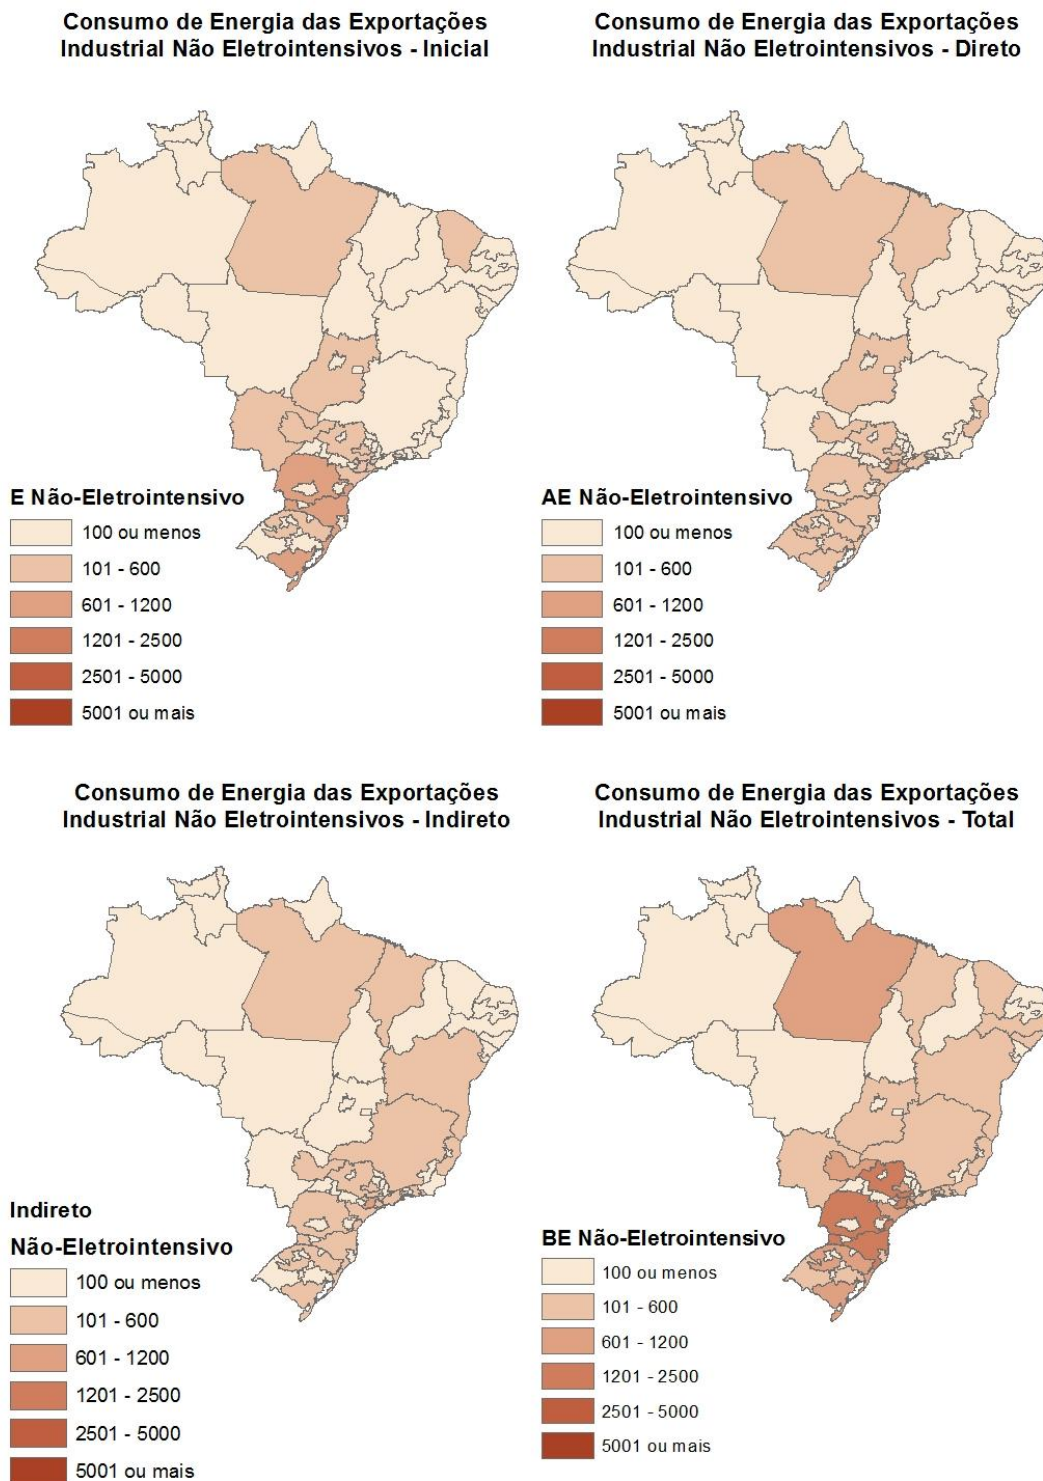 Consumo de Energia das Exportações
Industrial Não Eletrointensivos - Inicial
E Não-Eletrointensivo
100 ou menos
101 - 600
601 - 1200
1201 - 2500
2501 - 5000
5001 ou mais
Consumo de Energia das Exportações
Industrial Não Eletrointensivos - Direto
AE Não-Eletrointensivo
100 ou menos
101 - 600
601 - 1200
1201 - 2500
2501 - 5000
5001 ou mais
Consumo de Energia das Exportações
Industrial Não Eletrointensivos - Indireto
Indireto
Não-Eletrointensivo
100 ou menos
101 - 600
601 - 1200
1201 - 2500
2501 - 5000
5001 ou mais
Consumo de Energia das Exportações
Industrial Não Eletrointensivos - Total
BE Não-Eletrointensivo
100 ou menos
101 - 600
601 - 1200
1201 - 2500
2501 - 5000
5001 ou mais